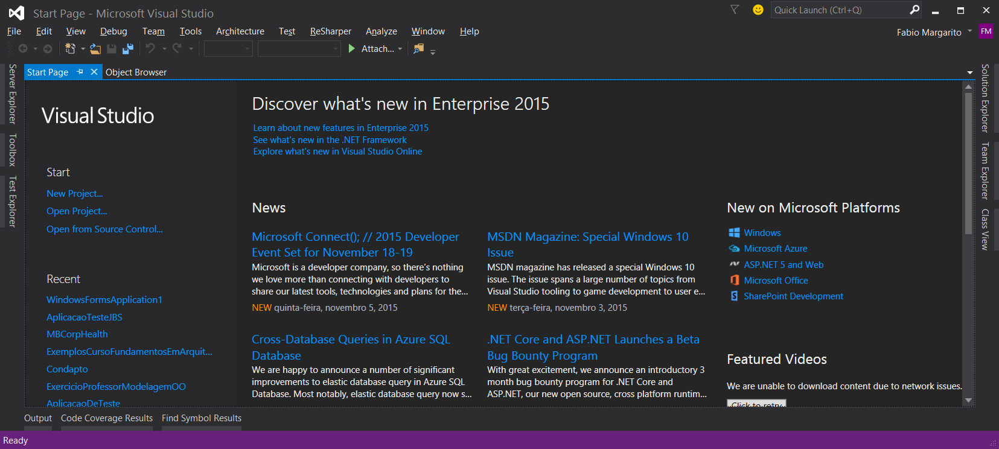 Start Page - Microsoft Visual Studio
Quick Launch (Ctrl+Q)
File Edit View Debug Team Tools Architecture Test ReSharper Analyze Window Help
Fabio Margarito FM
Attach...
Start Page Object Browser
Server Explorer
Toolbox
Test Explorer
Visual Studio
Start
New Project...
Open Project...
Open from Source Control...
Recent
WindowsFormsApplication1
AplicacaoTesteJBS
MBCorpHealth
ExemplosCursoFundamentosEmArquit...
Condapto
ExercicioProfessorModelagemOO
AplicacaoDeTeste
Discover what's new in Enterprise 2015
Learn about new features in Enterprise 2015
See what's new in the .NET Framework
Explore what's new in Visual Studio Online
News
Microsoft Connect(); // 2015 Developer
Event Set for November 18-19
Microsoft is a developer company, so there's nothing
we love more than connecting with developers to
share our latest tools, technologies and plans for the...
NEW quinta-feira, novembro 5, 2015
MSDN Magazine: Special Windows 10
Issue
MSDN magazine has released a special Windows 10
issue. The issue spans a large number of topics from
Visual Studio tooling to game development to user e...
NEW terça-feira, novembro 3, 2015
Cross-Database Queries in Azure SQL
Database
We are happy to announce a number of significant
improvements to elastic database query in Azure SQL
Database. Most notably, elastic database query now s...
.NET Core and ASP.NET Launches a Beta
Bug Bounty Program
With great excitement, we announce an introductory 3
month bug bounty program for .NET Core and
ASP.NET, our new open source, cross platform runtim...
New on Microsoft Platforms
Windows
Microsoft Azure
ASP.NET 5 and Web
Microsoft Office
SharePoint Development
Featured Videos
We are unable to download content due to network issues.
Click to retry
Solution Explorer
Team Explorer
Class View
Output Code Coverage Results Find Symbol Results
Ready